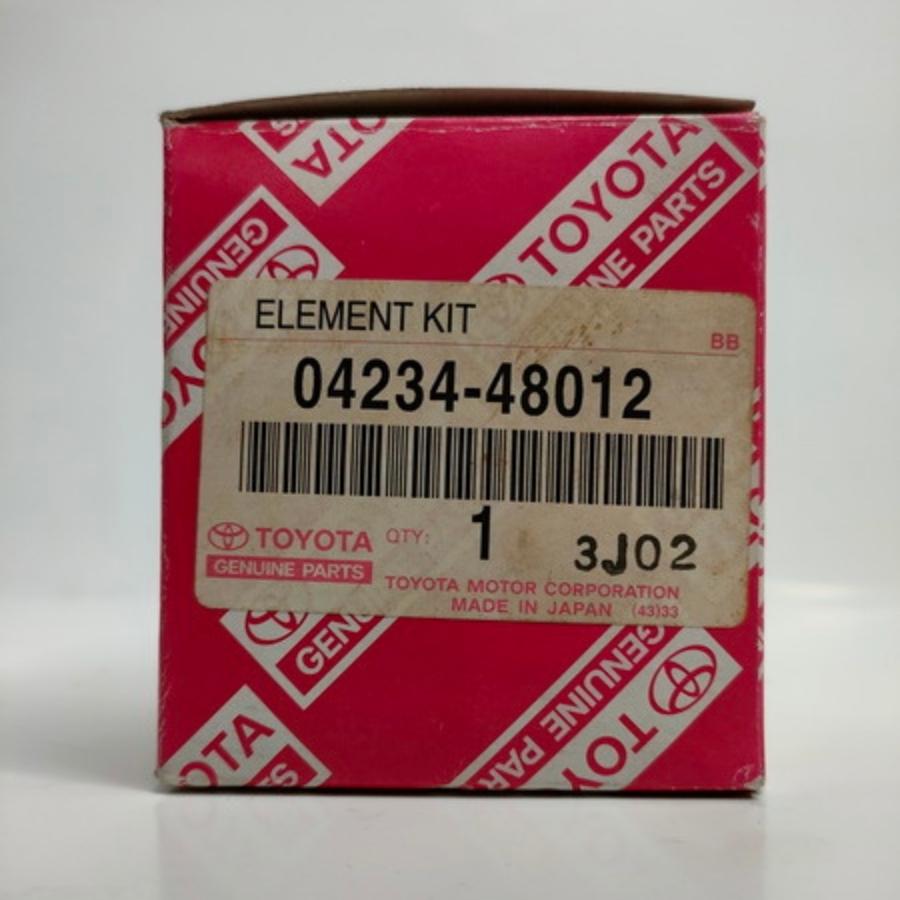 TOYOTA
GENUINE PARTS
ELEMENT KIT
BB
04234-48012
TOYOTA
GENUINE PARTS
QTY: 1
3J02
TOYOTA MOTOR CORPORATION
MADE IN JAPAN (43)33
GENUINE